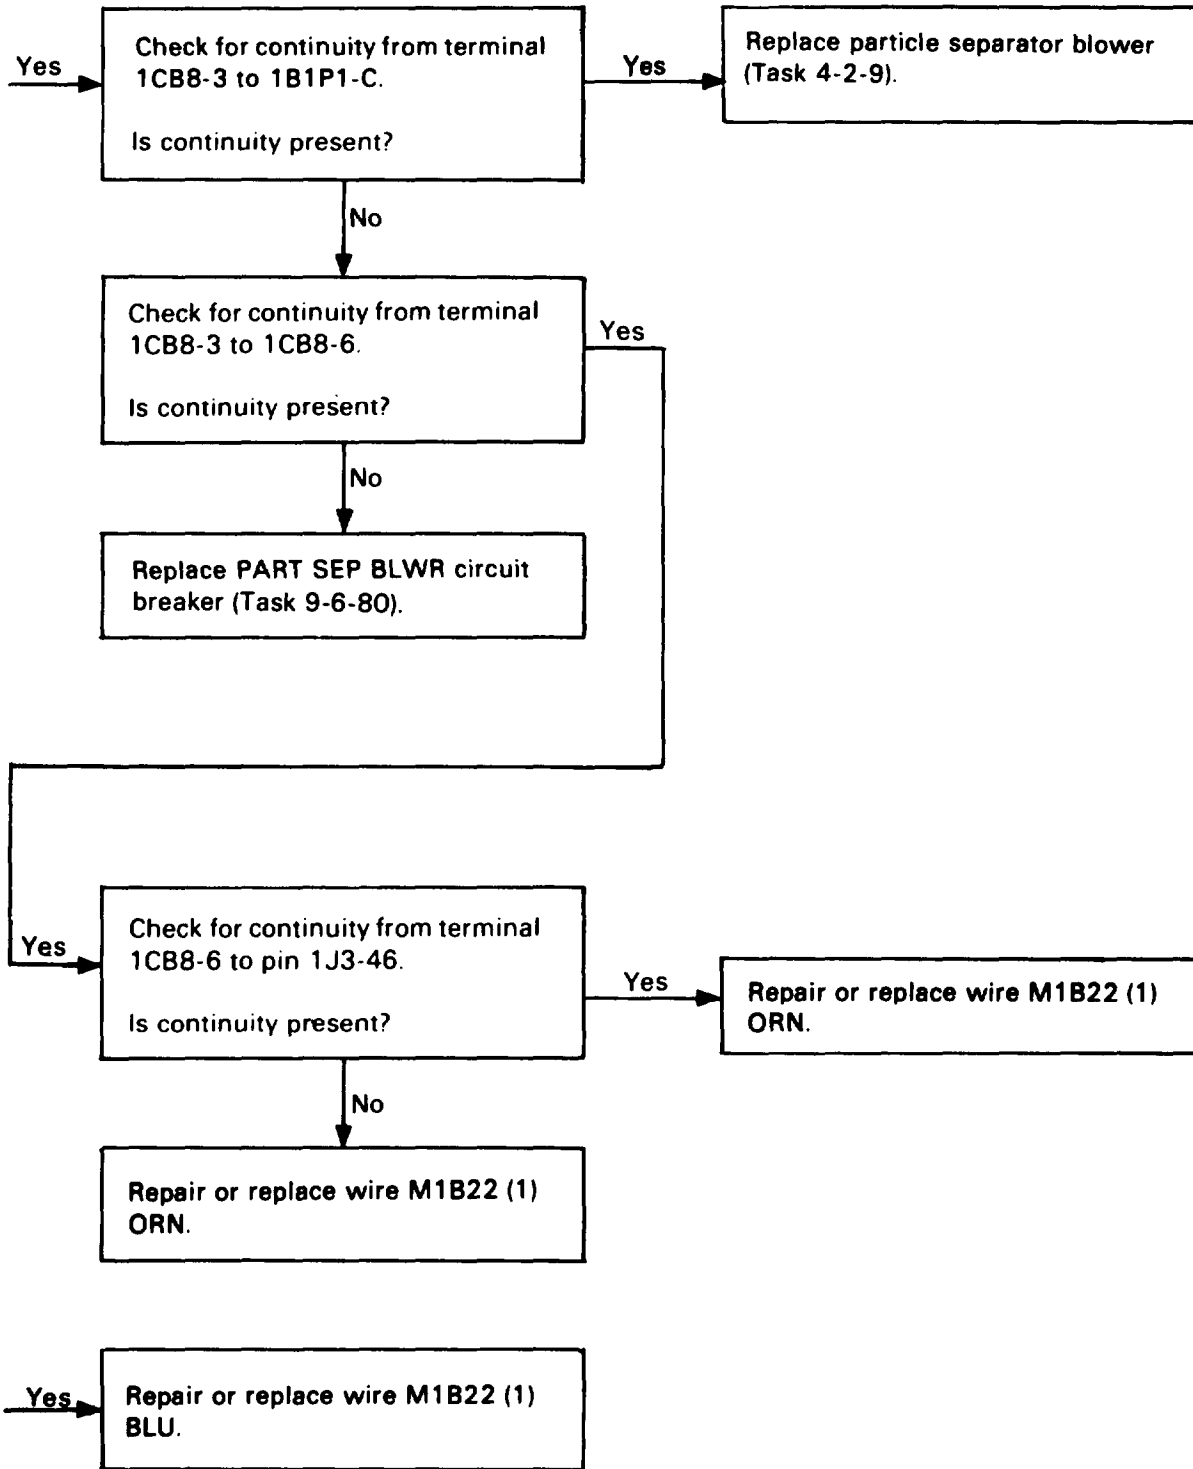 Yes
Check for continuity from terminal
1CB8-3 to 1B1P1-C.
Is continuity present?
Yes
Replace particle separator blower
(Task 4-2-9).
No
Check for continuity from terminal
1CB8-3 to 1CB8-6.
Is continuity present?
Yes
No
Replace PART SEP BLWR circuit
breaker (Task 9-6-80).
Yes
Check for continuity from terminal
1CB8-6 to pin 1J3-46.
Is continuity present?
Yes
Repair or replace wire M1B22 (1)
ORN.
No
Repair or replace wire M1B22 (1)
ORN.
Yes
Repair or replace wire M1B22 (1)
BLU.